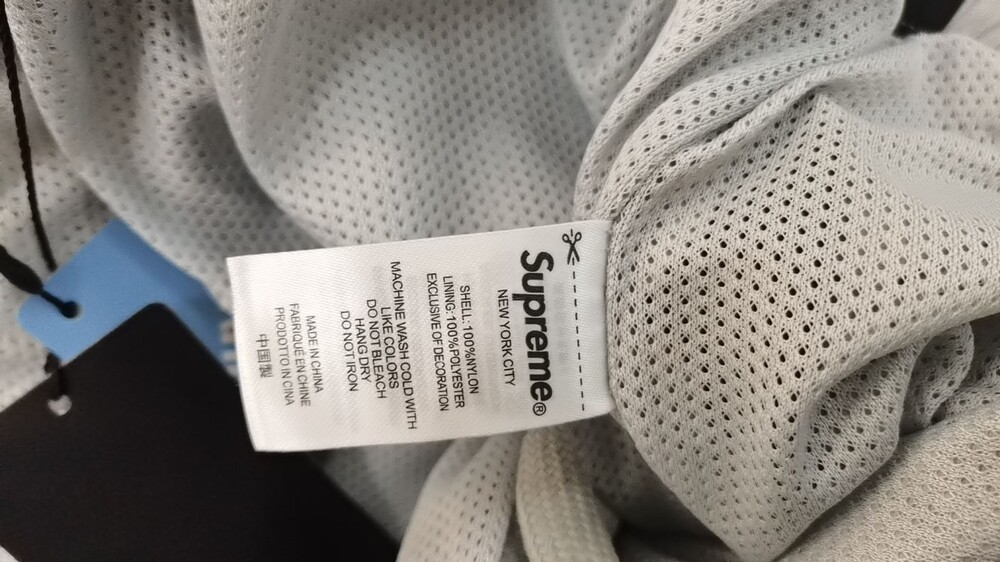 Supreme®
NEW YORK CITY
SHELL:100%NYLON
LINING:100%POLYESTER
EXCLUSIVE OF DECORATION
MACHINE WASH COLD WITH
LIKE COLORS
DO NOT BLEACH
HANG DRY
DO NOT IRON
MADE IN CHINA
FABRIQUÉ EN CHINE
PRODOTTO IN CINA
中国製